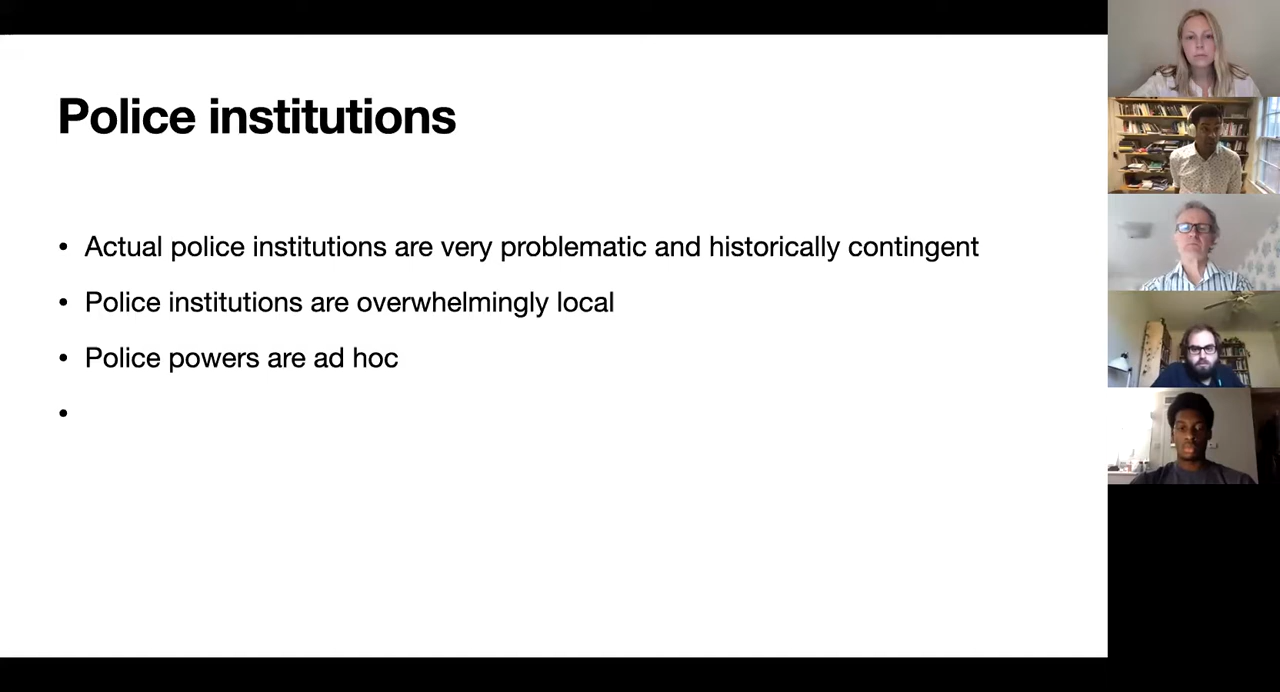 Police institutions
• Actual police institutions are very problematic and historically contingent
• Police institutions are overwhelmingly local
• Police powers are ad hoc
•